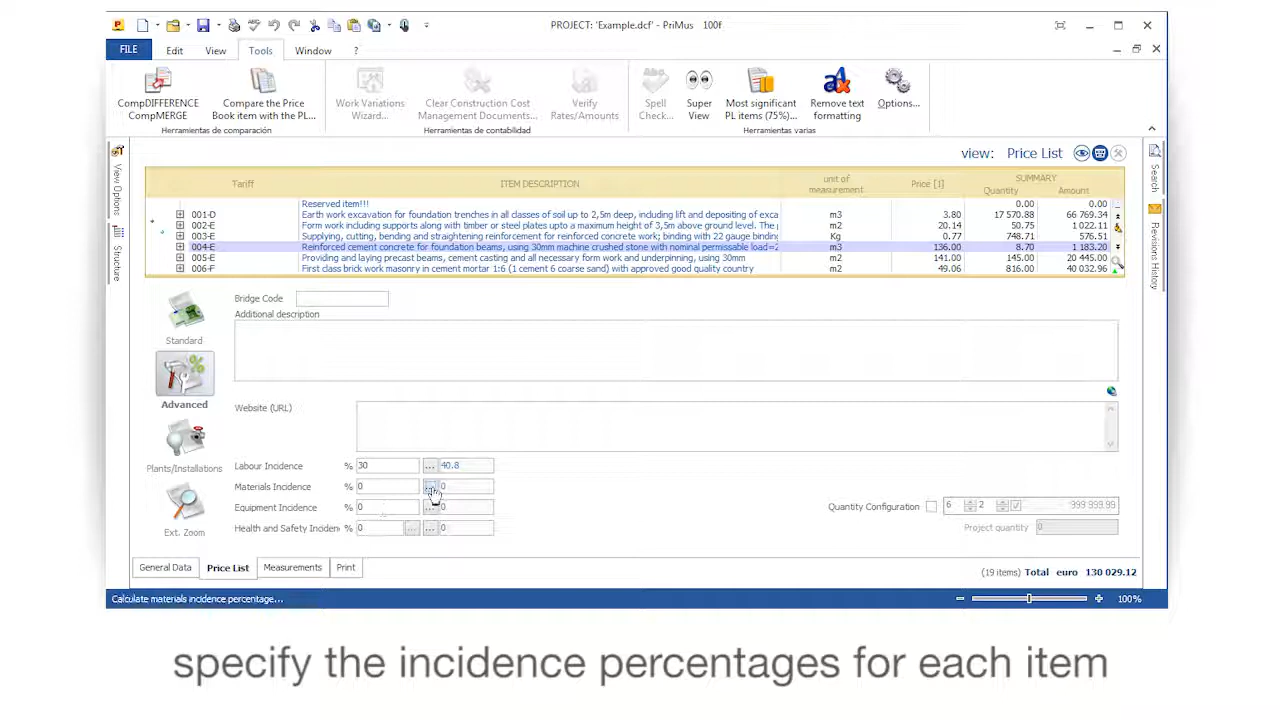 PROJECT: 'Example.dcf' - PriMus 100f
FILE Edit View Tools Window ?
CompDIFFERENCE CompMERGE
Compare the Price Book item with the PL...
Herramientas de comparación
Work Variations Wizard...
Clear Construction Cost Management Documents...
Verify Rates/Amounts
Herramientas de contabilidad
Spell Check...
Super View
Most significant PL items (75%)...
Remove text formatting
Options...
Herramientas varias
View Options
Structure
Search
Revisions History
view: Price List
Tariff ITEM DESCRIPTION unit of measurement Price [1] SUMMARY Quantity Amount
Reserved item!!! 0.00 0.00
001-D Earth work excavation for foundation trenches in all classes of soil up to 2,5m deep, including lift and depositing of exca m3 3.80 17 570.88 66 769.34
002-E Form work including supports along with timber or steel plates upto a maximum height of 3,5m above ground level. m2 20.14 50.75 1 022.11
003-E Supplying, cutting, bending and straightening reinforcement for reinforced concrete work; binding with 22 gauge binding Kg 0.77 748.71 576.51
004-E Reinforced cement concrete for foundation beams, using 30mm machine crushed stone with nominal permissable load=2 m3 136.00 8.70 1 183.20
005-E Providing and laying precast beams, cement casting and all necessary form work and underpinning, using 30mm m2 141.00 145.00 20 445.00
006-F First class brick work masonry in cement mortar 1:6 (1 cement 6 coarse sand) with approved good quality country m2 49.06 816.00 40 032.96
Standard
Advanced
Plants/Installations
Ext. Zoom
Bridge Code
Additional description
Website (URL)
Labour Incidence % 30 ... 40.8
Materials Incidence % 0 ... 0
Equipment Incidence % 0 ... 0
Health and Safety Inciden % 0 ... ... 0
Quantity Configuration 6 2 999 999.99
Project quantity 0
General Data Price List Measurements Print
(19 items) Total euro 130 029.12
Calculate materials incidence percentage...
100%
specify the incidence percentages for each item